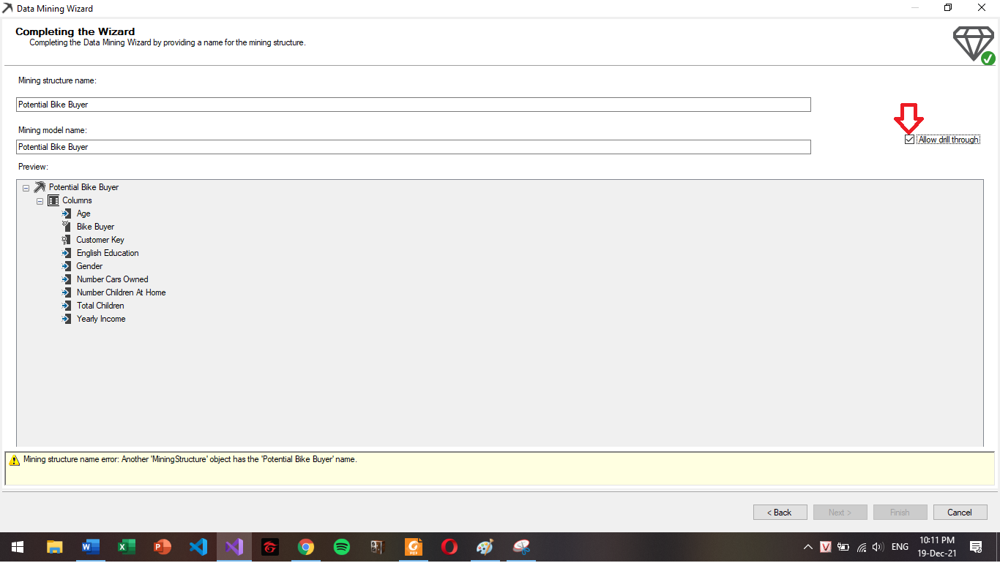 Data Mining Wizard
Completing the Wizard
Completing the Data Mining Wizard by providing a name for the mining structure.
Mining structure name:
Potential Bike Buyer
Mining model name:
Allow drill through
Potential Bike Buyer
Preview:
Potential Bike Buyer
Columns
Age
Bike Buyer
Customer Key
English Education
Gender
Number Cars Owned
Number Children At Home
Total Children
Yearly Income
Mining structure name error: Another 'MiningStructure' object has the 'Potential Bike Buyer' name.
< Back Next > Finish Cancel
W X P V PDF ENG 10:11 PM
19-Dec-21